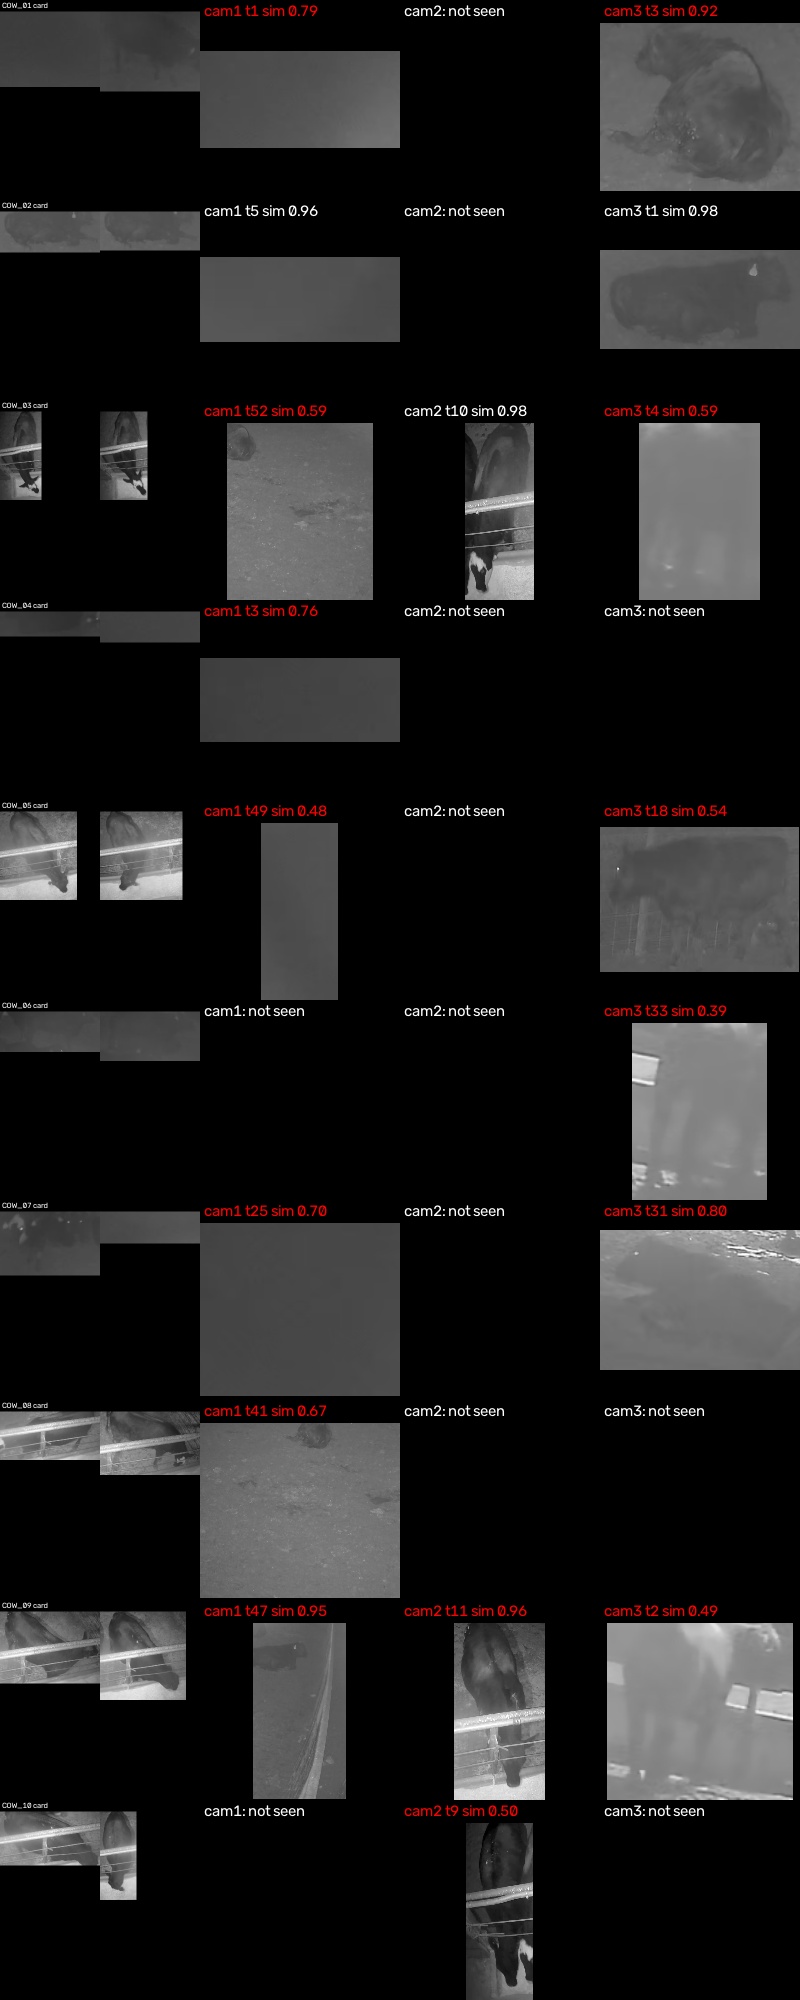 COW_01 card
cam1 t1 sim 0.79
cam2: not seen
cam3 t3 sim 0.92
COW_02 card
cam1 t5 sim 0.96
cam2: not seen
cam3 t1 sim 0.98
COW_03 card
cam1 t52 sim 0.59
cam2 t10 sim 0.98
cam3 t4 sim 0.59
COW_04 card
cam1 t3 sim 0.76
cam2: not seen
cam3: not seen
COW_05 card
cam1 t49 sim 0.48
cam2: not seen
cam3 t18 sim 0.54
COW_06 card
cam1: not seen
cam2: not seen
cam3 t33 sim 0.39
COW_07 card
cam1 t25 sim 0.70
cam2: not seen
cam3 t31 sim 0.80
COW_08 card
cam1 t41 sim 0.67
cam2: not seen
cam3: not seen
COW_09 card
cam1 t47 sim 0.95
cam2 t11 sim 0.96
cam3 t2 sim 0.49
COW_10 card
cam1: not seen
cam2 t9 sim 0.50
cam3: not seen